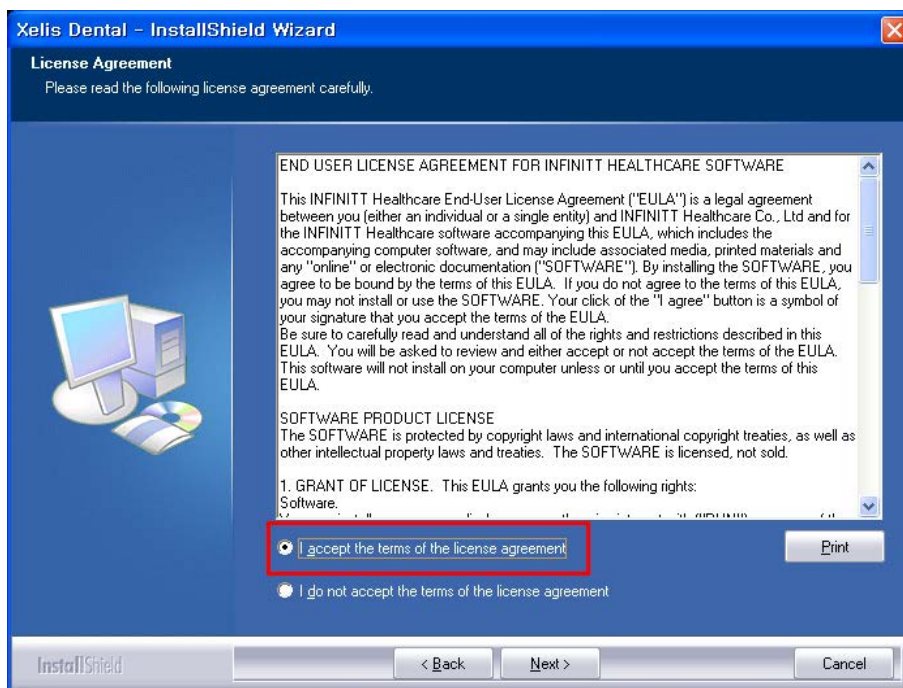 Xelis Dental - InstallShield Wizard
License Agreement
Please read the following license agreement carefully.
END USER LICENSE AGREEMENT FOR INFINITT HEALTHCARE SOFTWARE
This INFINITT Healthcare End-User License Agreement ("EULA") is a legal agreement
between you (either an individual or a single entity) and INFINITT Healthcare Co., Ltd and for
the INFINITT Healthcare software accompanying this EULA, which includes the
accompanying computer software, and may include associated media, printed materials and
any "online" or electronic documentation ("SOFTWARE"). By installing the SOFTWARE, you
agree to be bound by the terms of this EULA. If you do not agree to the terms of this EULA,
you may not install or use the SOFTWARE. Your click of the "I agree" button is a symbol of
your signature that you accept the terms of the EULA.
Be sure to carefully read and understand all of the rights and restrictions described in this
EULA. You will be asked to review and either accept or not accept the terms of the EULA.
This software will not install on your computer unless or until you accept the terms of this
EULA.
SOFTWARE PRODUCT LICENSE
The SOFTWARE is protected by copyright laws and international copyright treaties, as well as
other intellectual property laws and treaties. The SOFTWARE is licensed, not sold.
1. GRANT OF LICENSE. This EULA grants you the following rights:
Software.
I accept the terms of the license agreement
Print
I do not accept the terms of the license agreement
InstallShield
< Back
Next >
Cancel